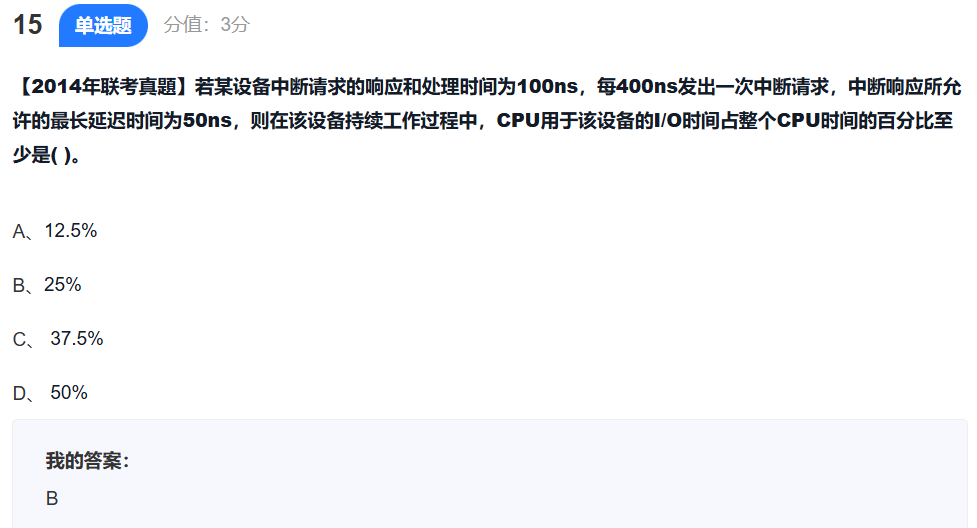 15 单选题 分值：3分
【2014年联考真题】若某设备中断请求的响应和处理时间为100ns，每400ns发出一次中断请求，中断响应所允
许的最长延迟时间为50ns，则在该设备持续工作过程中，CPU用于该设备的I/O时间占整个CPU时间的百分比至
少是( )。
A、12.5%
B、25%
C、 37.5%
D、 50%
我的答案：
B